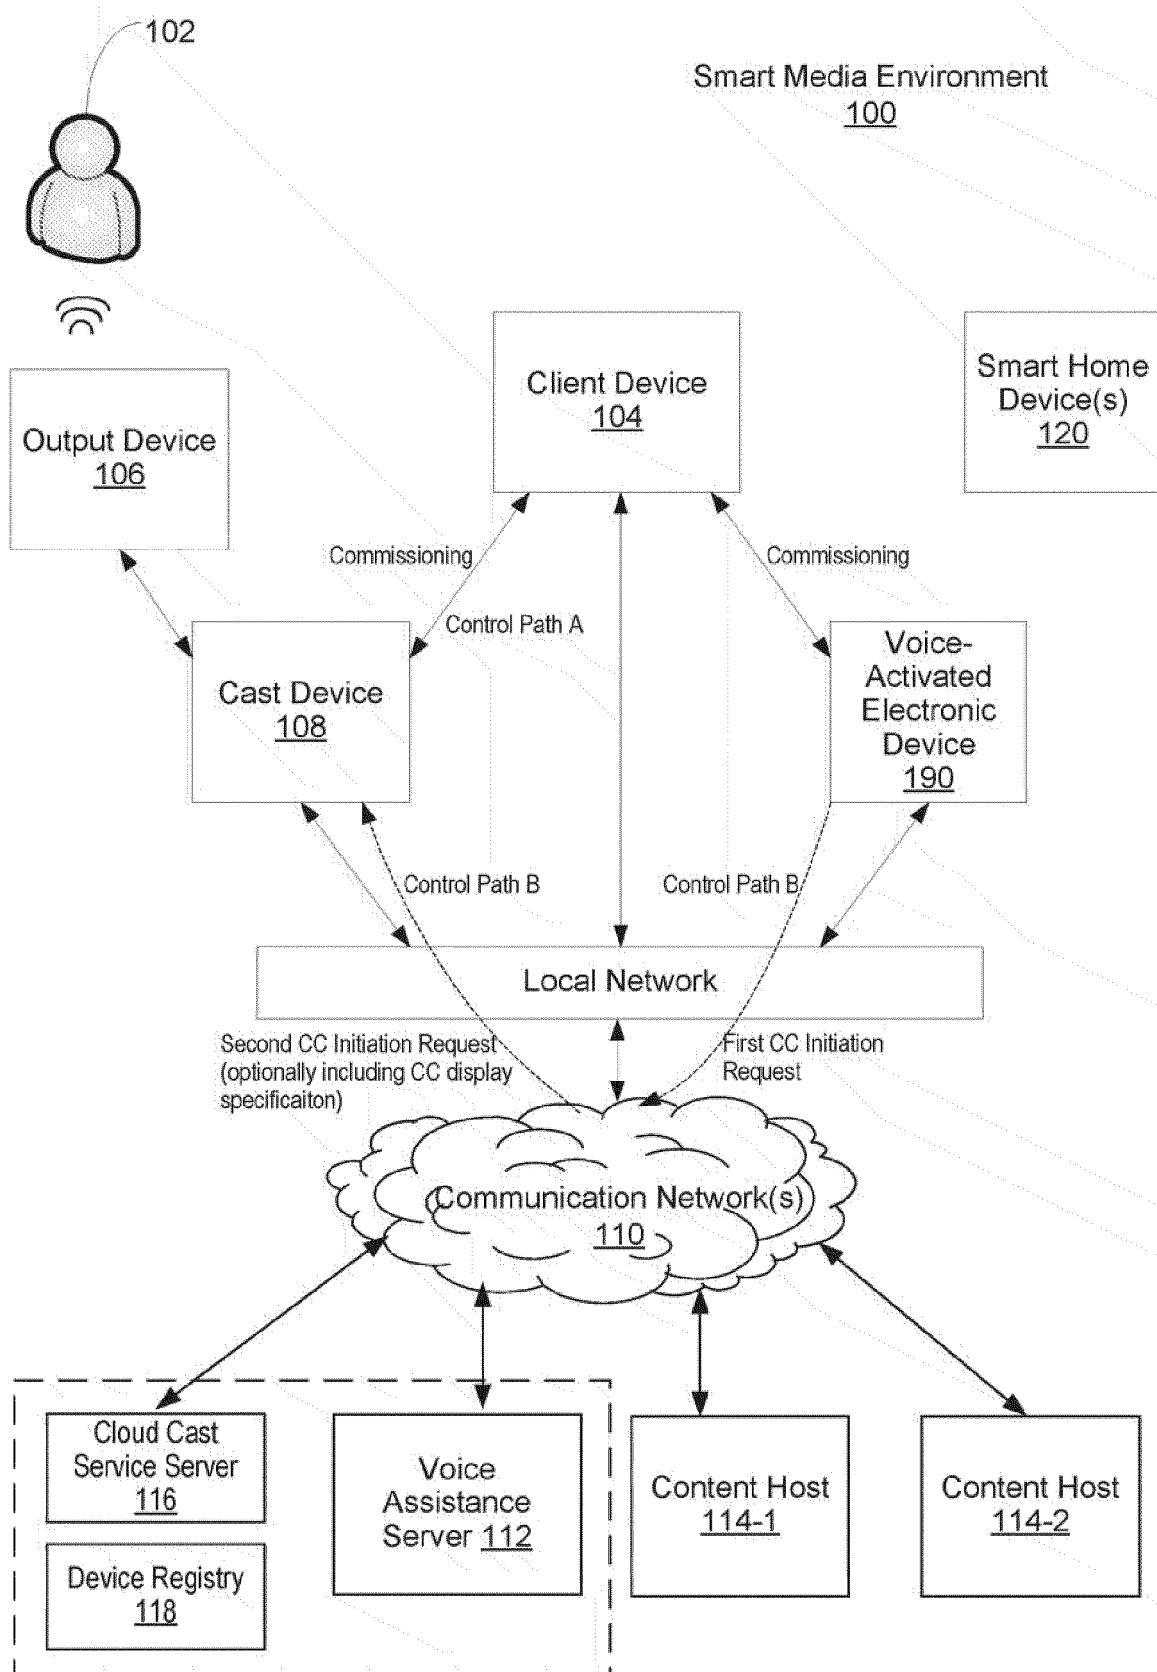 102
Smart Media Environment
100
Client Device
104
Smart Home
Device(s)
120
Output Device
106
Commissioning
Commissioning
Control Path A
Cast Device
108
Voice-
Activated
Electronic
Device
190
Control Path B
Control Path B
Local Network
Second CC Initiation Request
(optionally including CC display
specificaiton)
First CC Initiation
Request
Communication Network(s)
110
Cloud Cast
Service Server
116
Voice
Assistance
Server 112
Content Host
114-1
Content Host
114-2
Device Registry
118